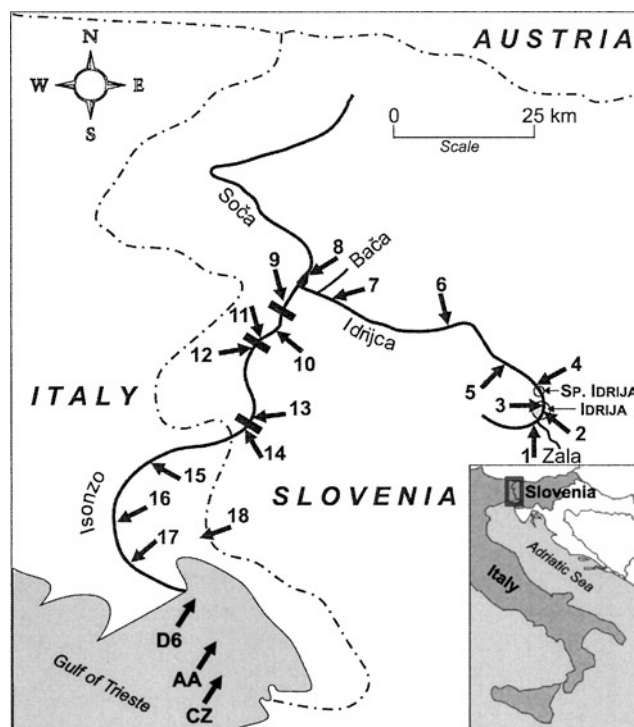 AUSTRIA
N
W E
S
0 25 km
Scale
Soča
8
Bača
9
7
6
11
Idrijca
10
12
4
5
SP. IDRIJA
3
IDRIJA
2
1
Zala
ITALY
13
14
15
SLOVENIA
Isonzo
16
18
17
D6
AA
CZ
Gulf of Trieste
Slovenia
Adriatic Sea
Italy